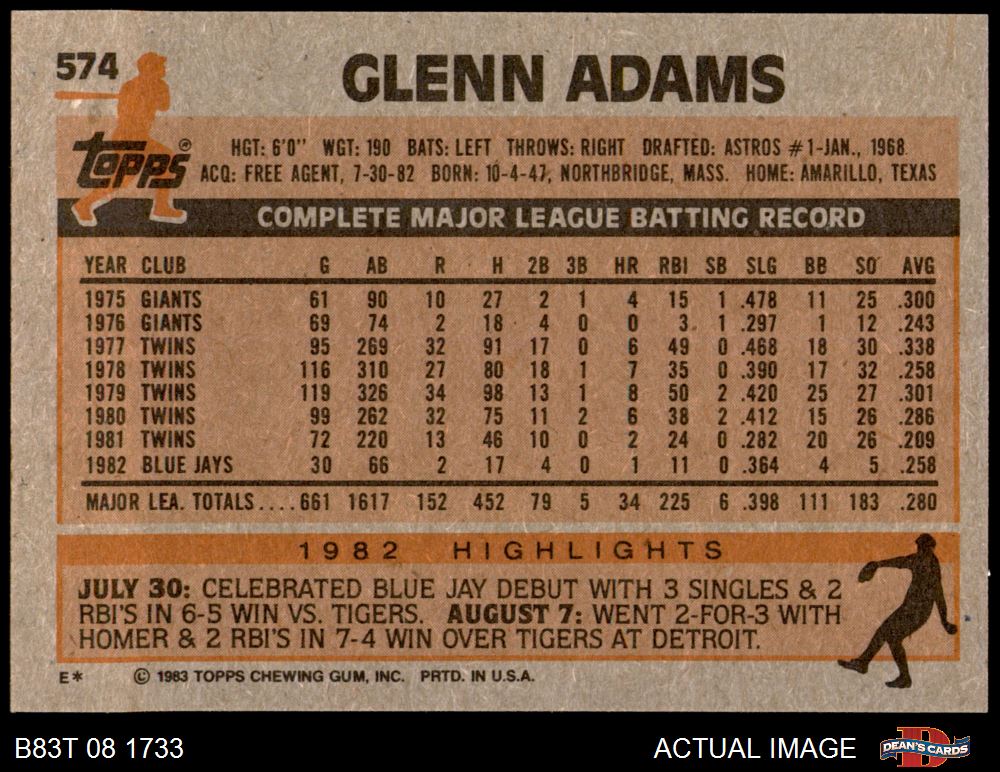 574 GLENN ADAMS
TOPPS®
HGT: 6'0" WGT: 190 BATS: LEFT THROWS: RIGHT DRAFTED: ASTROS #1-JAN., 1968
ACQ: FREE AGENT, 7-30-82 BORN: 10-4-47, NORTHBRIDGE, MASS. HOME: AMARILLO, TEXAS
COMPLETE MAJOR LEAGUE BATTING RECORD
YEAR CLUB G AB R H 2B 3B HR RBI SB SLG BB SO AVG
1975 GIANTS 61 90 10 27 2 1 4 15 1 .478 11 25 .300
1976 GIANTS 69 74 2 18 4 0 0 3 1 .297 1 12 .243
1977 TWINS 95 269 32 91 17 0 6 49 0 .468 18 30 .338
1978 TWINS 116 310 27 80 18 1 7 35 0 .390 17 32 .258
1979 TWINS 119 326 34 98 13 1 8 50 2 .420 25 27 .301
1980 TWINS 99 262 32 75 11 2 6 38 2 .412 15 26 .286
1981 TWINS 72 220 13 46 10 0 2 24 0 .282 20 26 .209
1982 BLUE JAYS 30 66 2 17 4 0 1 11 0 .364 4 5 .258
MAJOR LEA. TOTALS....661 1617 152 452 79 5 34 225 6 .398 111 183 .280
1982 HIGHLIGHTS
JULY 30: CELEBRATED BLUE JAY DEBUT WITH 3 SINGLES & 2
RBI'S IN 6-5 WIN VS. TIGERS. AUGUST 7: WENT 2-FOR-3 WITH
HOMER & 2 RBI'S IN 7-4 WIN OVER TIGERS AT DETROIT.
E* © 1983 TOPPS CHEWING GUM, INC. PRTD. IN U.S.A.
B83T 08 1733 ACTUAL IMAGE D DEAN'S CARDS